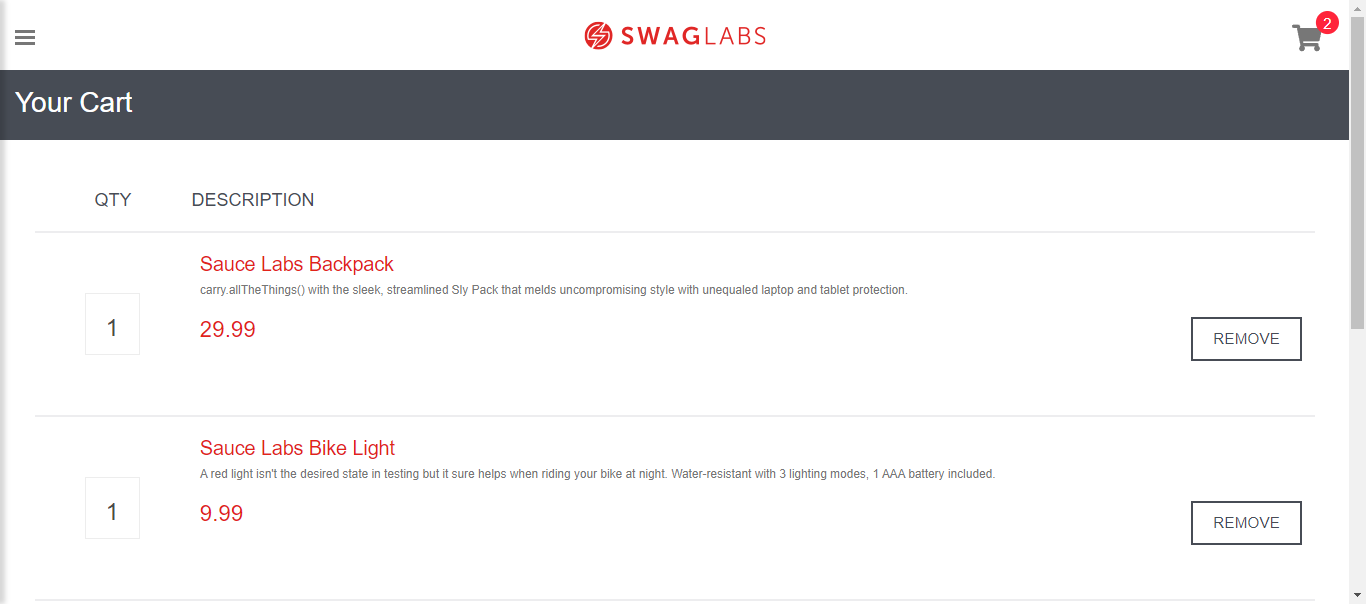 SWAGLABS
2
Your Cart
QTY DESCRIPTION
Sauce Labs Backpack
carry.allTheThings() with the sleek, streamlined Sly Pack that melds uncompromising style with unequaled laptop and tablet protection.
1
29.99
REMOVE
Sauce Labs Bike Light
A red light isn't the desired state in testing but it sure helps when riding your bike at night. Water-resistant with 3 lighting modes, 1 AAA battery included.
1
9.99
REMOVE